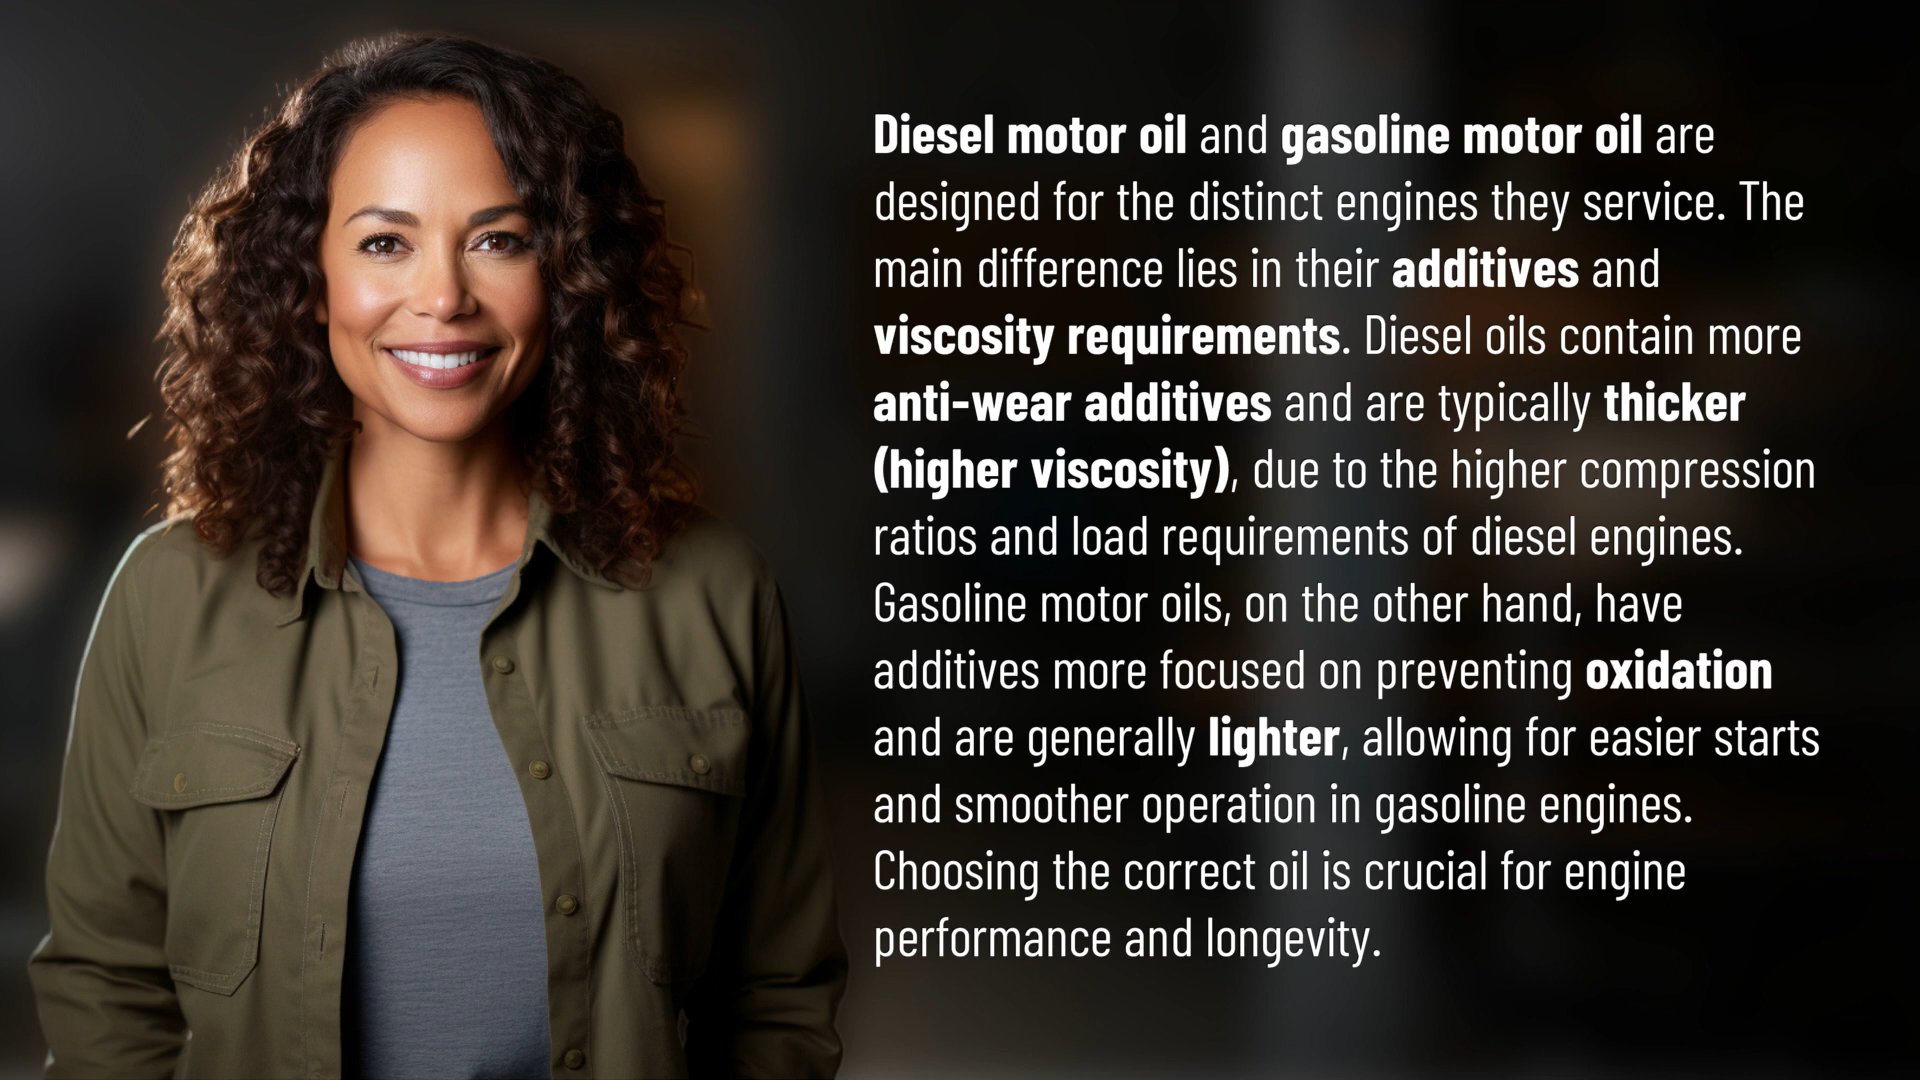 Diesel motor oil and gasoline motor oil are
designed for the distinct engines they service. The
main difference lies in their additives and
viscosity requirements. Diesel oils contain more
anti-wear additives and are typically thicker
(higher viscosity), due to the higher compression
ratios and load requirements of diesel engines.
Gasoline motor oils, on the other hand, have
additives more focused on preventing oxidation
and are generally lighter, allowing for easier starts
and smoother operation in gasoline engines.
Choosing the correct oil is crucial for engine
performance and longevity.